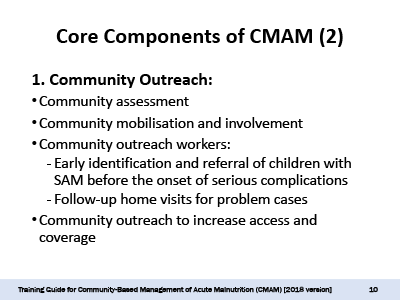 Core Components of CMAM (2)
1. Community Outreach:
• Community assessment
• Community mobilisation and involvement
• Community outreach workers:
- Early identification and referral of children with
SAM before the onset of serious complications
- Follow-up home visits for problem cases
• Community outreach to increase access and
coverage
Training Guide for Community-Based Management of Acute Malnutrition (CMAM) [2018 version]
10